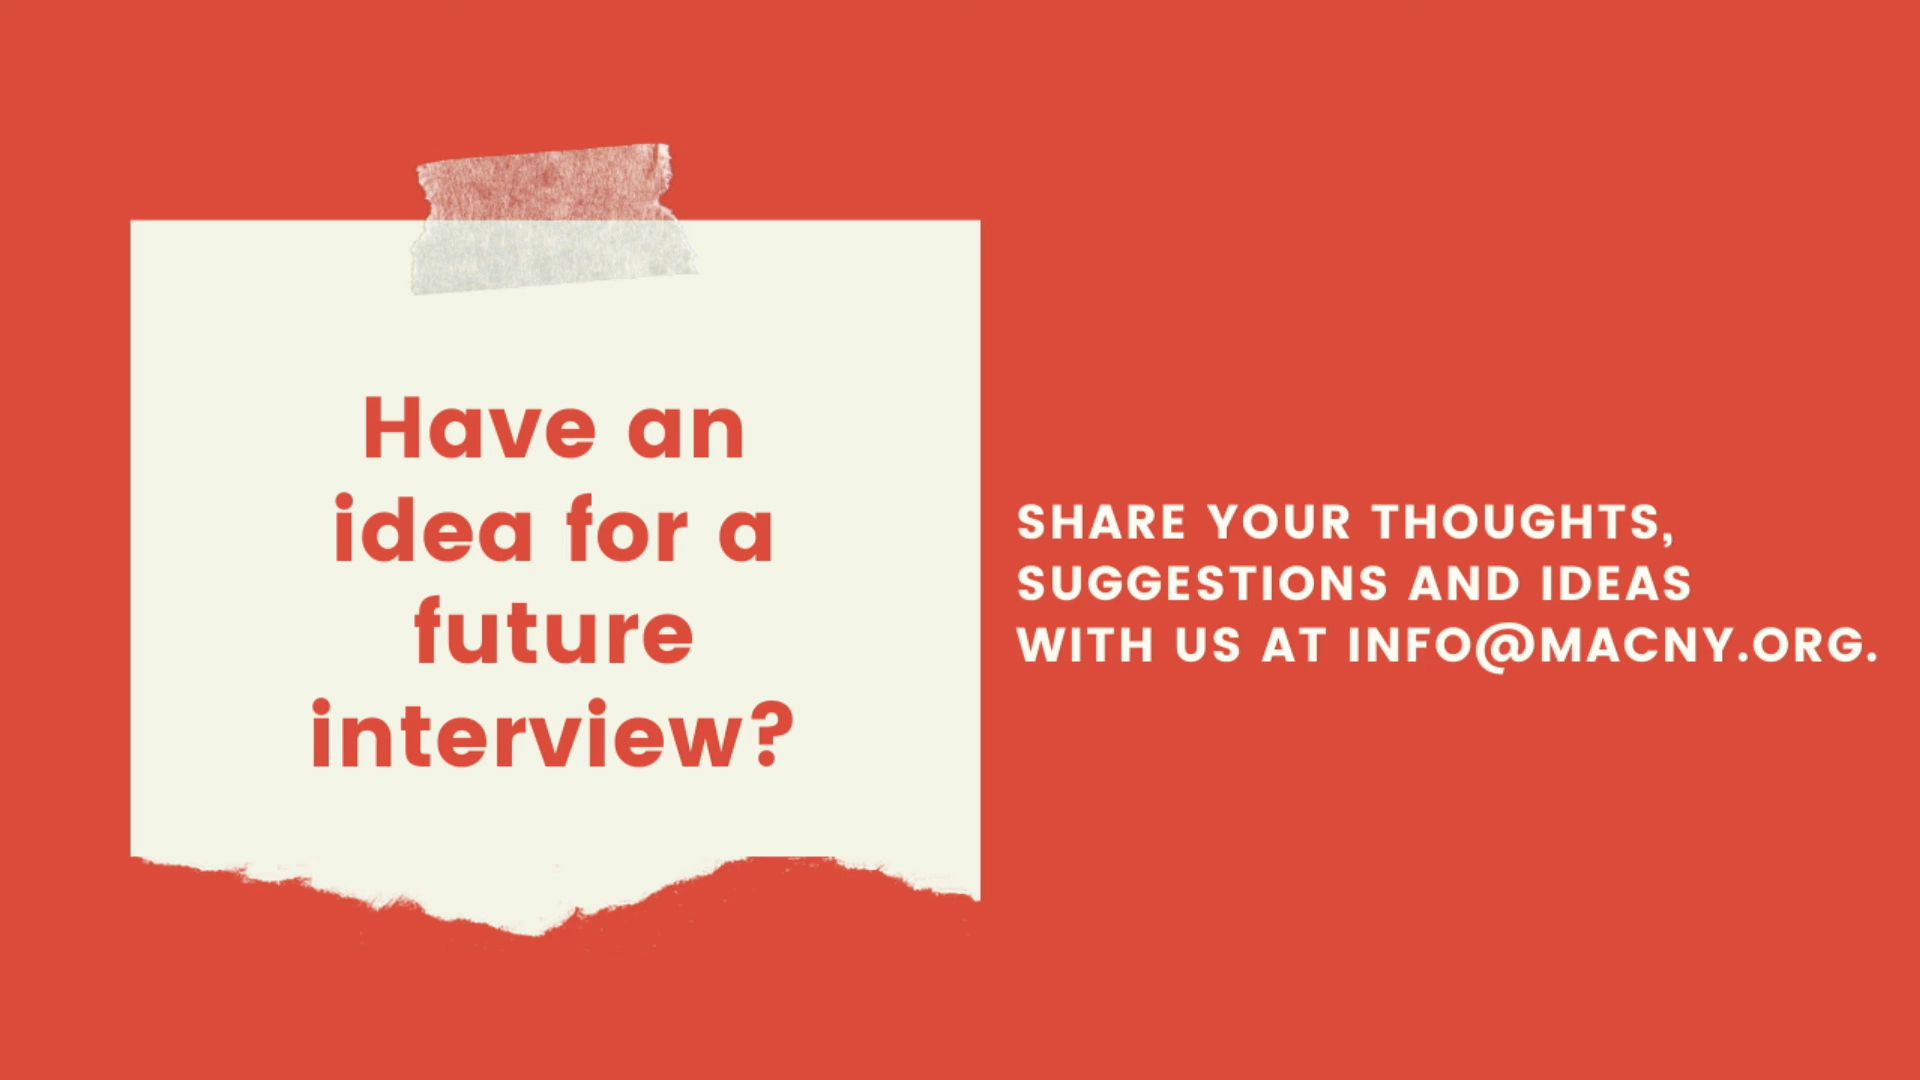 Have an
idea for a
future
interview?
SHARE YOUR THOUGHTS,
SUGGESTIONS AND IDEAS
WITH US AT INFO@MACNY.ORG.